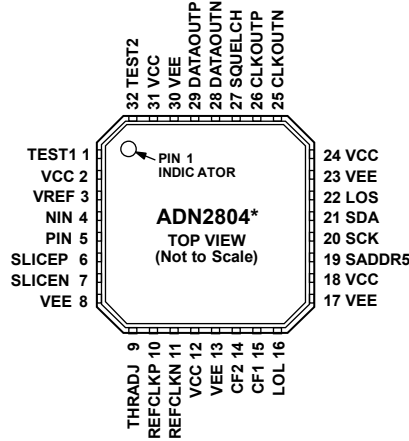 32 TEST2
31 VCC
30 VEE
29 DATAOUTP
28 DATAOUTN
27 SQUELCH
26 CLKOUTP
25 CLKOUTN
TEST1 1
VCC 2
VREF 3
NIN 4
PIN 5
SLICEP 6
SLICEN 7
VEE 8
PIN 1
INDIC ATOR
ADN2804*
TOP VIEW
(Not to Scale)
24 VCC
23 VEE
22 LOS
21 SDA
20 SCK
19 SADDR5
18 VCC
17 VEE
THRADJ 9
REFCLKP 10
REFCLKN 11
VCC 12
VEE 13
CF2 14
CF1 15
LOL 16